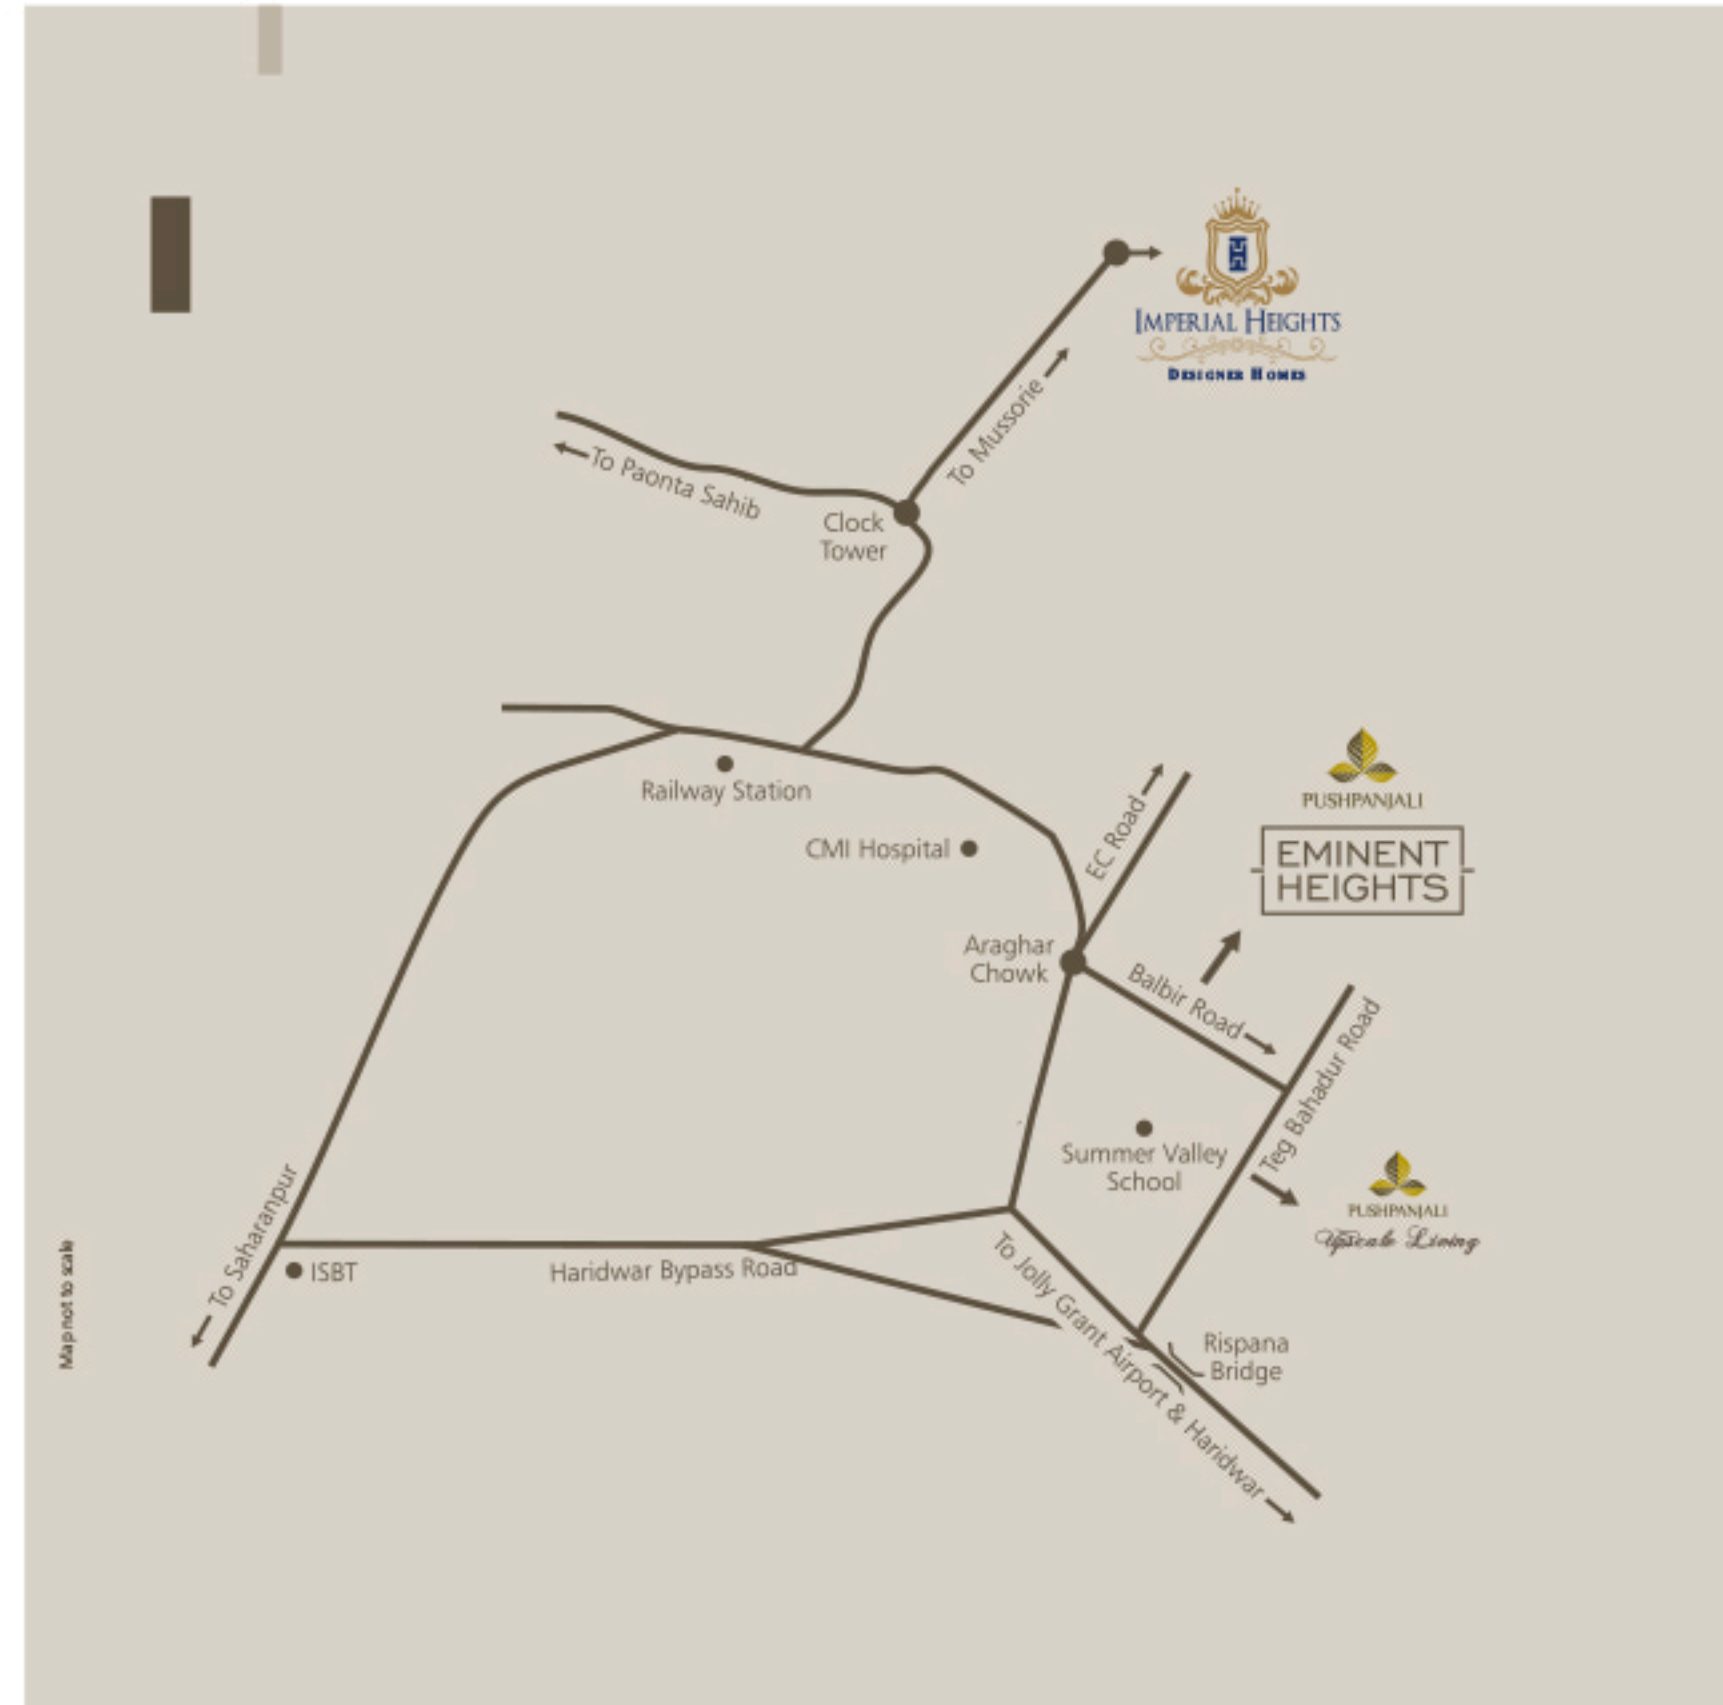 IMPERIAL HEIGHTS
DESIGNER HOMES
To Mussorie
To Paonta Sahib
Clock
Tower
Railway Station
CMI Hospital
EC Road
PUSHPANJALI
EMINENT
HEIGHTS
Araghar
Chowk
Balbir Road
Teg Bahadur Road
Summer Valley
School
PUSHPANJALI
Upscale Living
To Saharanpur
ISBT
Haridwar Bypass Road
To Jolly Grant Airport & Haridwar
Rispana
Bridge
Map not to scale